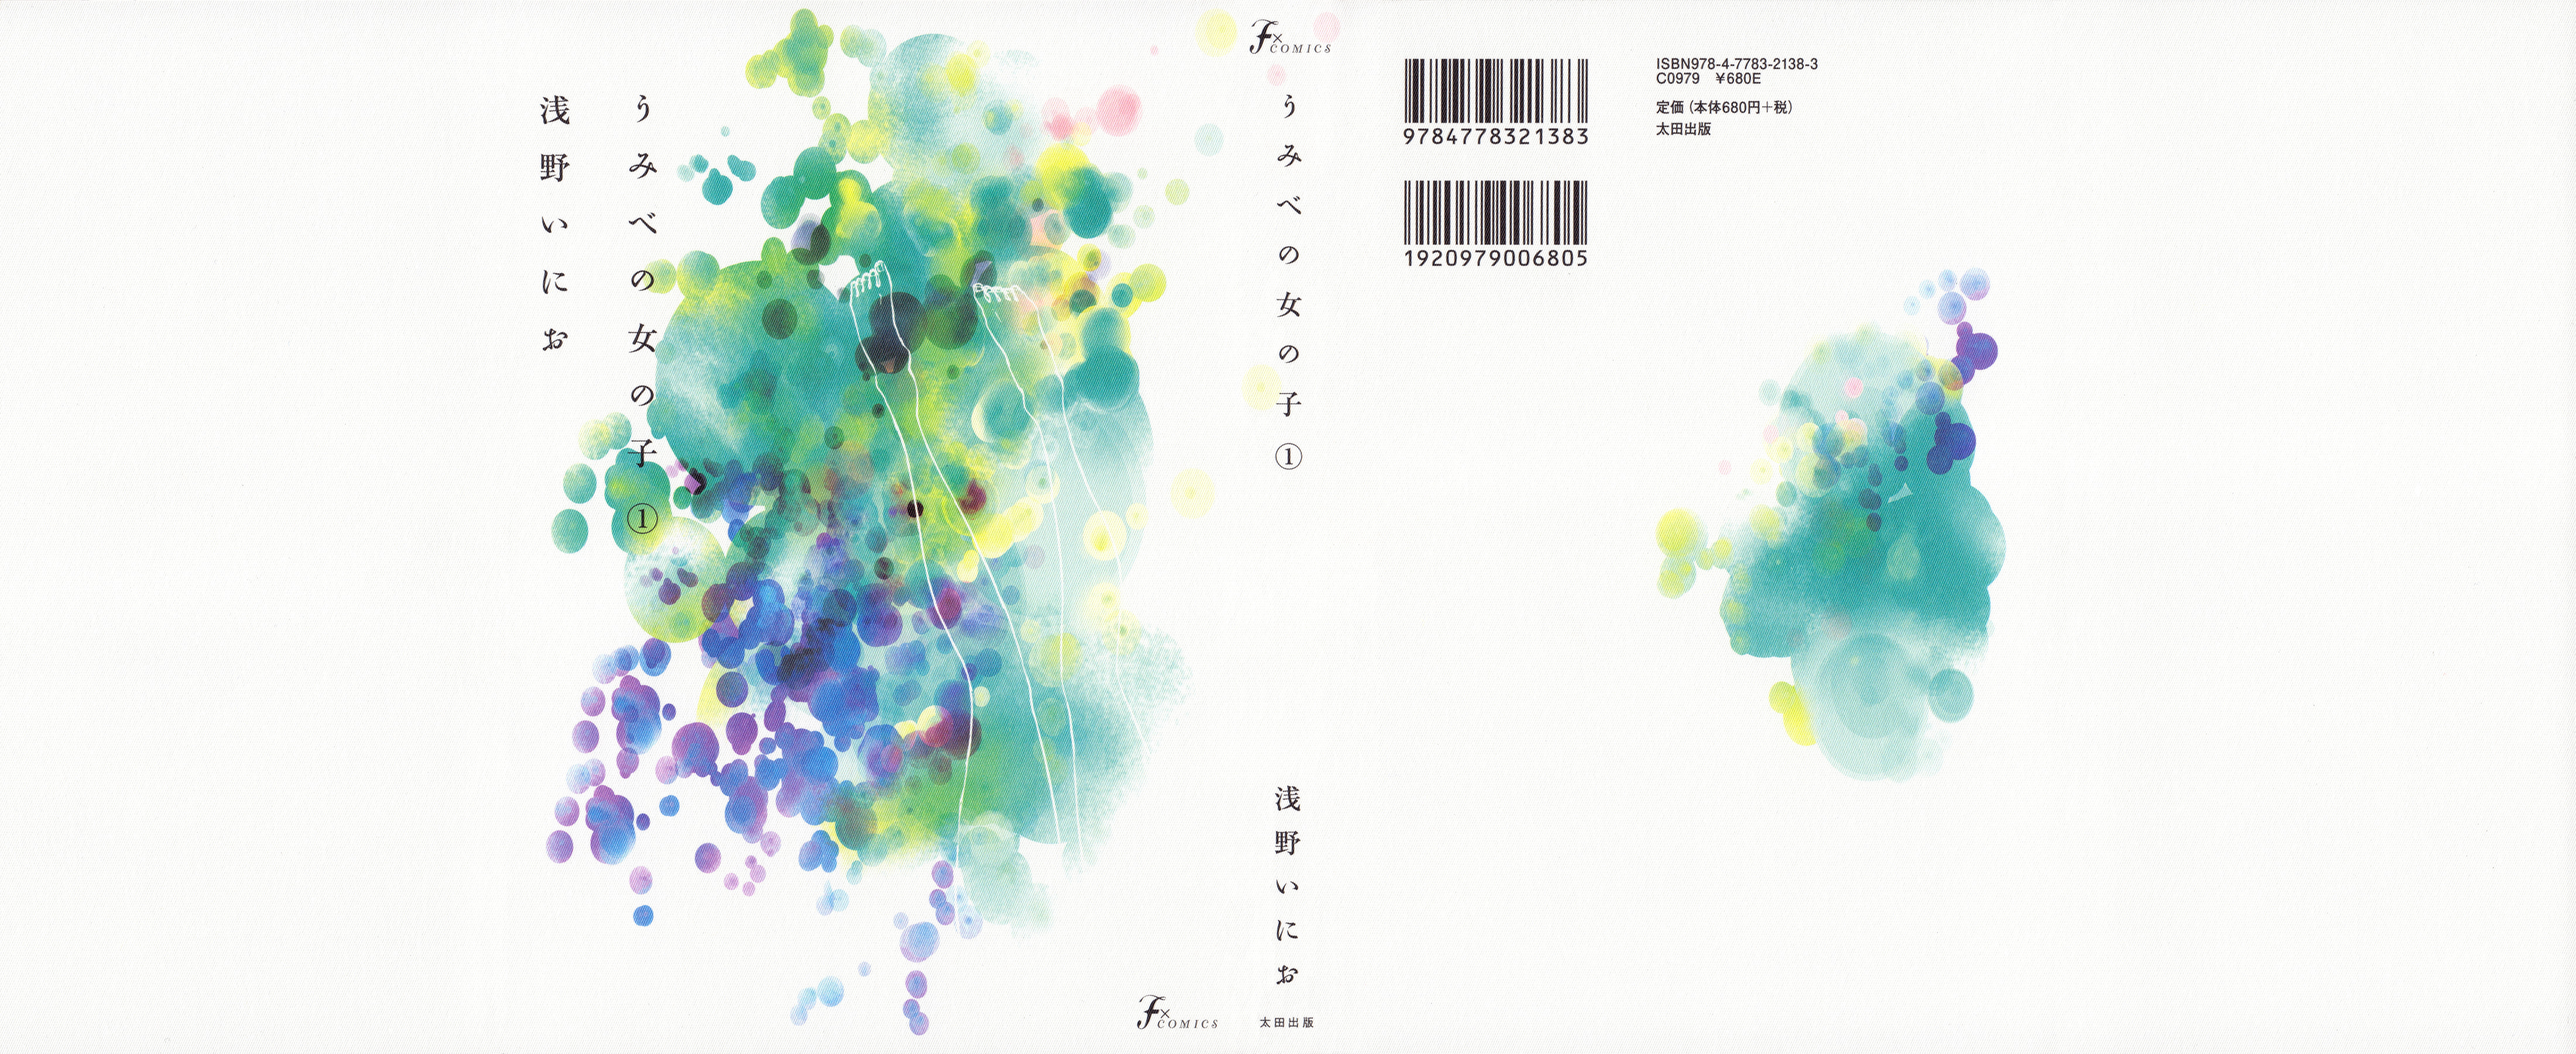 うみべの女の子 ①
浅野いにお
Fx COMICS
Fx COMICS
うみべの女の子 ①
浅野いにお
太田出版
9784778321383
1920979006805
ISBN978-4-7783-2138-3
C0979 ¥680E
定価(本体680円+税)
太田出版